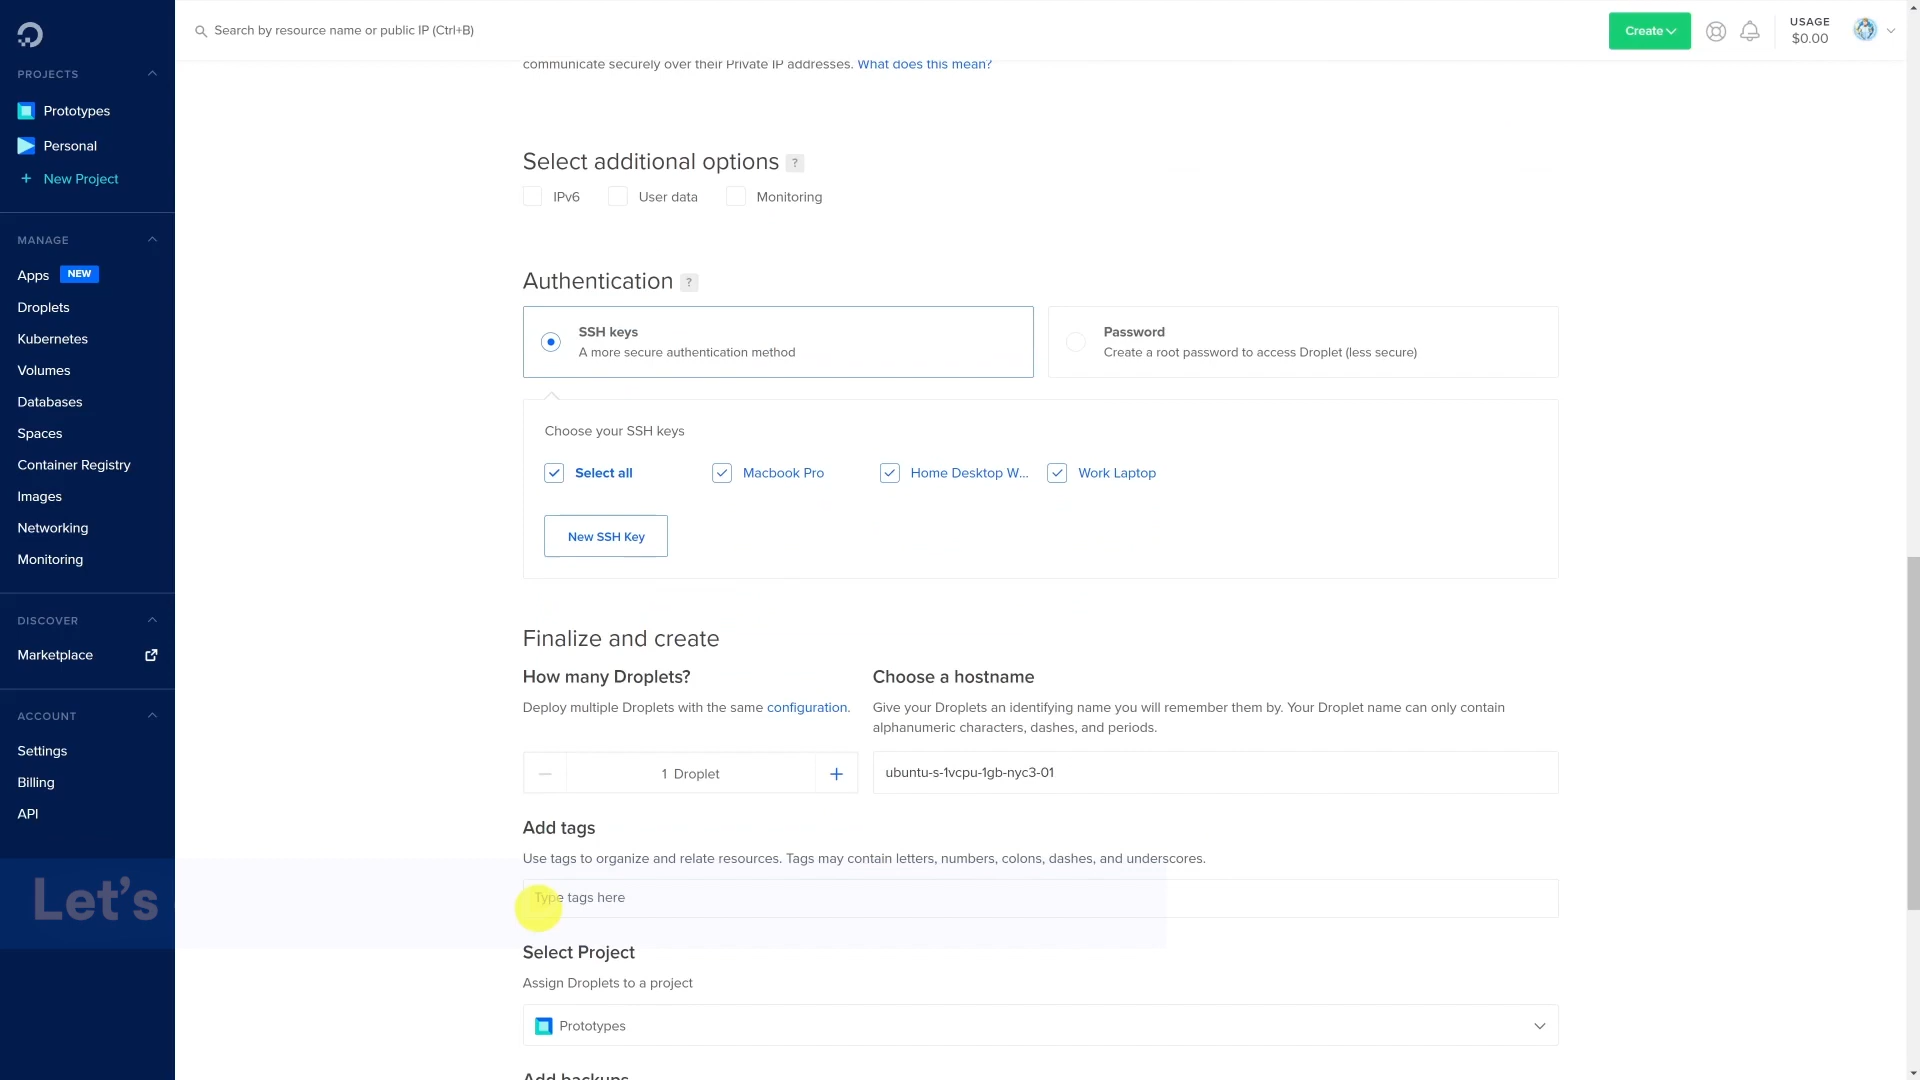 Search by resource name or public IP (Ctrl+B)
Create
USAGE
$0.00
PROJECTS
Prototypes
Personal
+ New Project
MANAGE
Apps NEW
Droplets
Kubernetes
Volumes
Databases
Spaces
Container Registry
Images
Networking
Monitoring
DISCOVER
Marketplace
ACCOUNT
Settings
Billing
API
Let's
communicate securely over their Private IP addresses. What does this mean?
Select additional options ?
IPv6 User data Monitoring
Authentication ?
SSH keys
A more secure authentication method
Password
Create a root password to access Droplet (less secure)
Choose your SSH keys
Select all Macbook Pro Home Desktop W... Work Laptop
New SSH Key
Finalize and create
How many Droplets?
Deploy multiple Droplets with the same configuration.
1 Droplet
Choose a hostname
Give your Droplets an identifying name you will remember them by. Your Droplet name can only contain
alphanumeric characters, dashes, and periods.
ubuntu-s-1vcpu-1gb-nyc3-01
Add tags
Use tags to organize and relate resources. Tags may contain letters, numbers, colons, dashes, and underscores.
Type tags here
Select Project
Assign Droplets to a project
Prototypes
Add backups